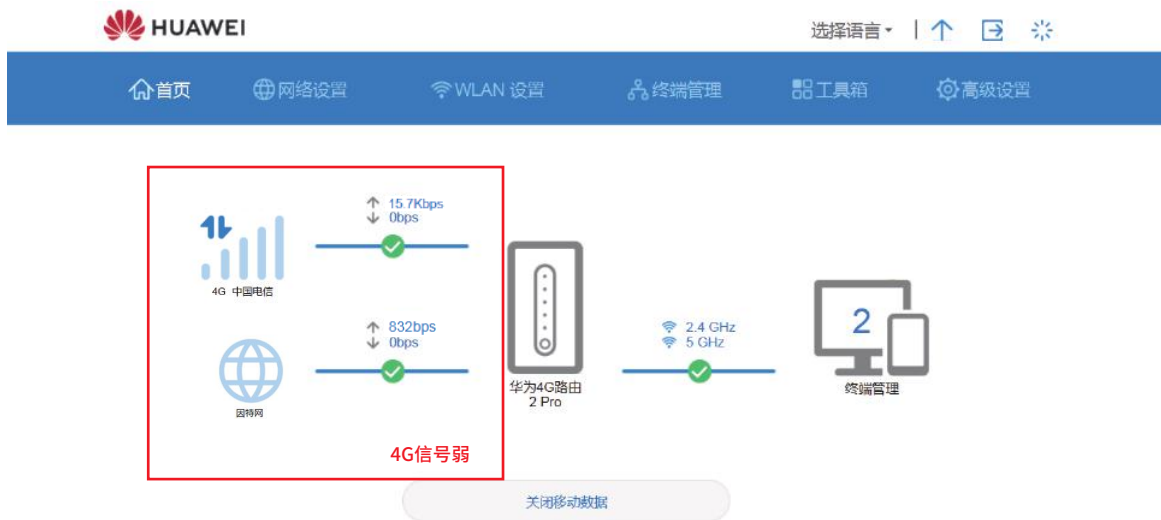 HUAWEI
选择语言
首页
网络设置
WLAN 设置
终端管理
工具箱
高级设置
15.7Kbps
0bps
4G 中国电信
832bps
0bps
因特网
华为4G路由
2 Pro
2.4 GHz
5 GHz
2
终端管理
4G信号弱
关闭移动数据